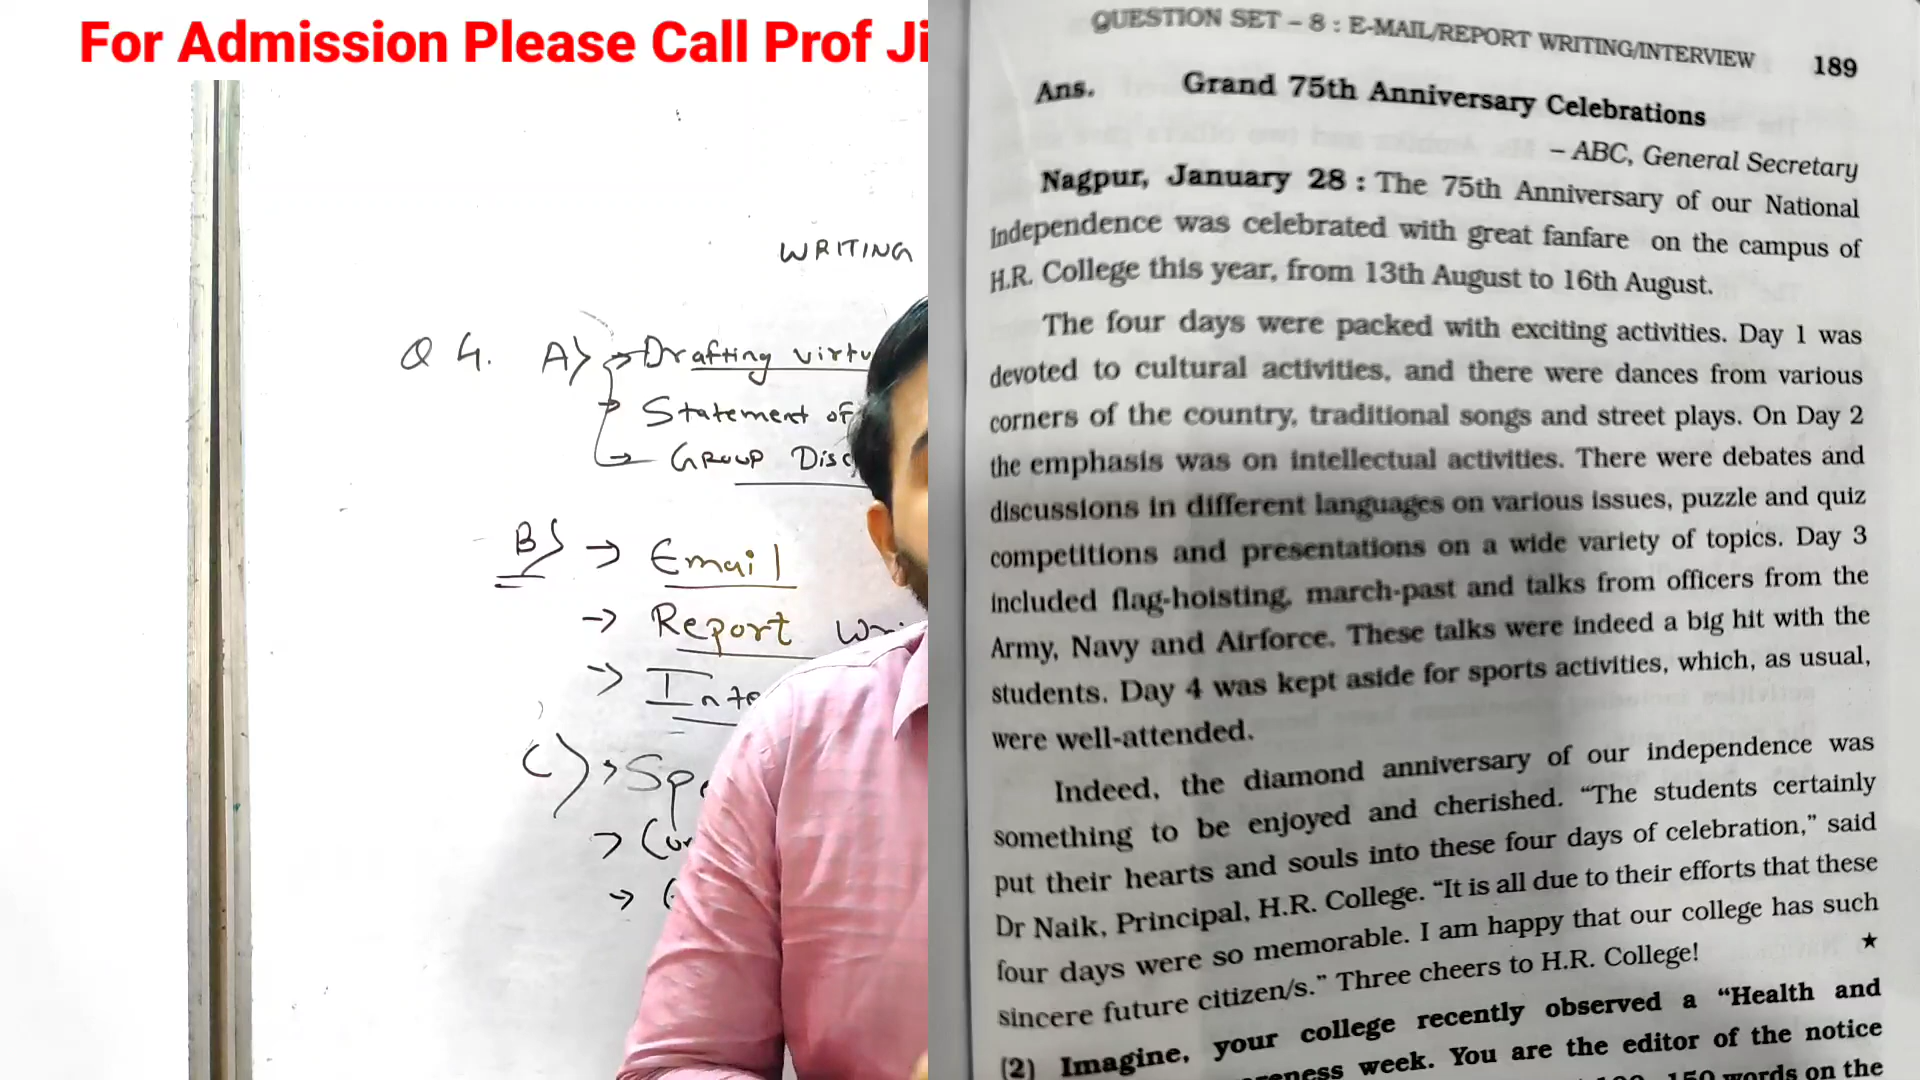 For Admission Please Call Prof Ji
WRITING
Q 4. A) → Drafting virtu
→ Statement of
→ GROUP Disc
B) → Email
→ Report Wri
→ Inte
C) → Spe
→ Cou
→
QUESTION SET – 8 : E-MAIL/REPORT WRITING/INTERVIEW 189
Ans. Grand 75th Anniversary Celebrations
– ABC, General Secretary
Nagpur, January 28 : The 75th Anniversary of our National
Independence was celebrated with great fanfare on the campus of
H.R. College this year, from 13th August to 16th August.
The four days were packed with exciting activities. Day 1 was
devoted to cultural activities, and there were dances from various
corners of the country, traditional songs and street plays. On Day 2
the emphasis was on intellectual activities. There were debates and
discussions in different languages on various issues, puzzle and quiz
competitions and presentations on a wide variety of topics. Day 3
included flag-hoisting, march-past and talks from officers from the
Army, Navy and Airforce. These talks were indeed a big hit with the
students. Day 4 was kept aside for sports activities, which, as usual,
were well-attended.
Indeed, the diamond anniversary of our independence was
something to be enjoyed and cherished. “The students certainly
put their hearts and souls into these four days of celebration,” said
Dr Naik, Principal, H.R. College. “It is all due to their efforts that these
four days were so memorable. I am happy that our college has such
sincere future citizen/s.” Three cheers to H.R. College! ★
(2) Imagine, your college recently observed a “Health and
week. You are the editor of the notice
150 words on the